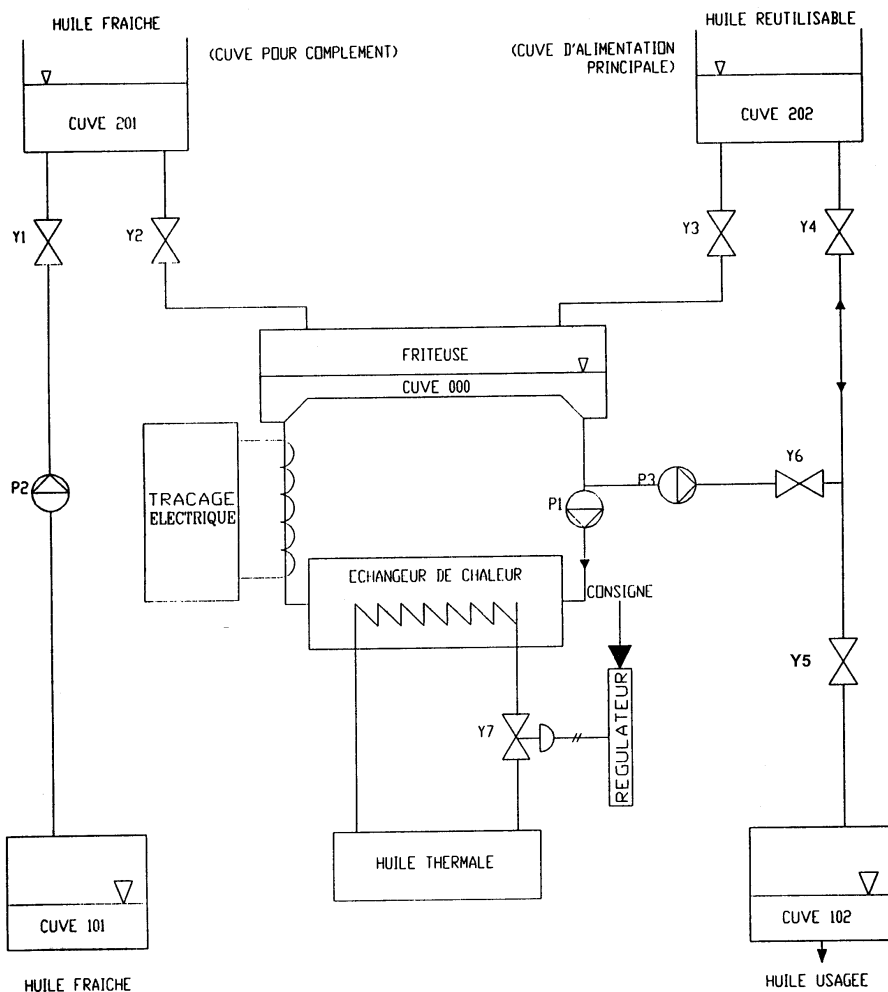 HUILE FRAICHE
(CUVE POUR COMPLEMENT)
(CUVE D'ALIMENTATION
PRINCIPALE)
HUILE REUTILISABLE
CUVE 201
CUVE 202
Y1
Y2
Y3
Y4
FRITEUSE
CUVE 000
TRACAGE
ELECTRIQUE
P2
P1
P3
Y6
ECHANGEUR DE CHALEUR
CONSIGNE
Y5
Y7
REGULATEUR
HUILE THERMALE
CUVE 101
CUVE 102
HUILE FRAICHE
HUILE USAGEE